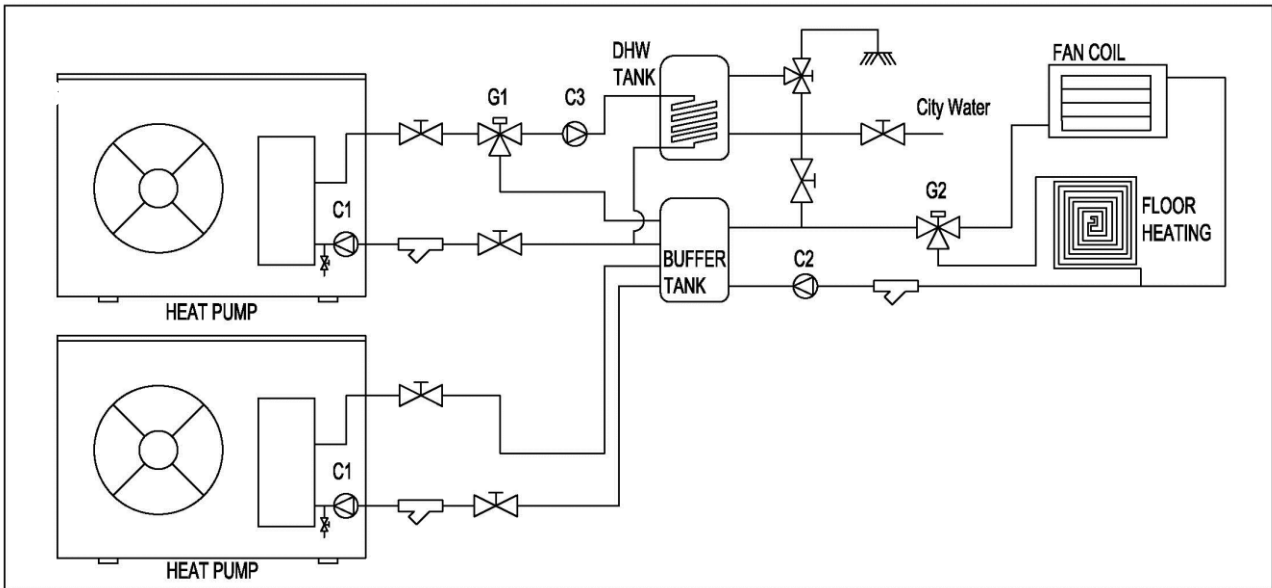 DHW
TANK
FAN COIL
G1
C3
City Water
C1
G2
FLOOR
HEATING
BUFFER
TANK
C2
HEAT PUMP
C1
HEAT PUMP